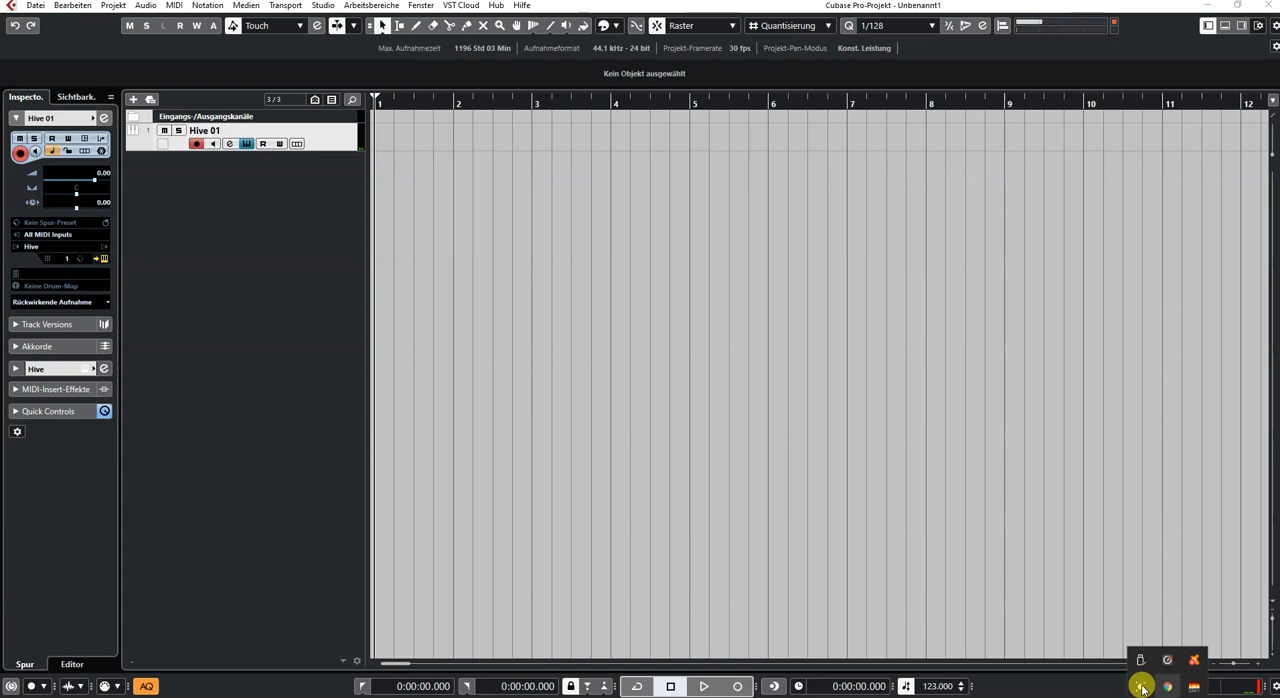 Datei Bearbeiten Projekt Audio MIDI Notation Medien Transport Studio Arbeitsbereiche Fenster VST Cloud Hub Hilfe Cubase Pro-Projekt - Unbenannt1
M S L R W A Touch Raster Quantisierung Q 1/128
Max. Aufnahmezeit 1196 Std 03 Min Aufnahmeformat 44.1 kHz - 24 bit Projekt-Framerate 30 fps Projekt-Pan-Modus Konst. Leistung
Kein Objekt ausgewählt
Inspecto. Sichtbark. 3 / 3 1 2 3 4 5 6 7 8 9 10 11 12
Hive 01 e Eingangs-/Ausgangskanäle
1 m S Hive 01
m S R W e R W
0.00
C
0.00
Kein Spur-Preset
All MIDI Inputs
Hive
1
Keine Drum-Map
Rückwirkende Aufnahme
Track Versions
Akkorde
Hive e
MIDI-Insert-Effekte
Quick Controls
Spur Editor
AQ 0:00:00.000 0:00:00.000 0:00:00.000 123.000